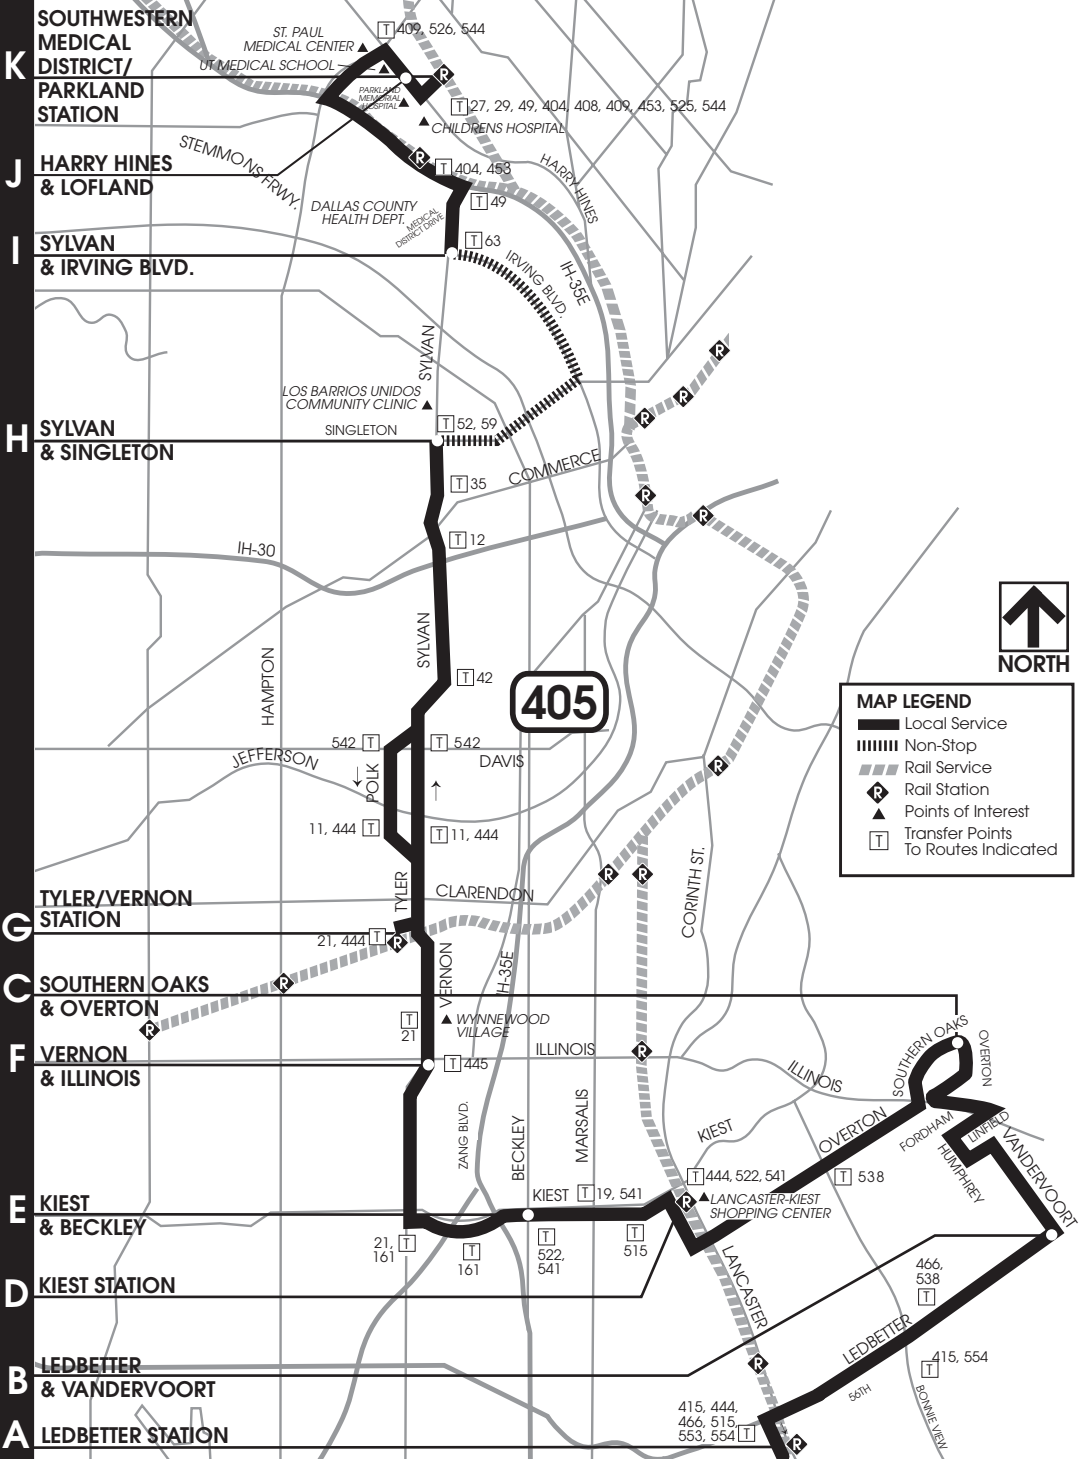 K
SOUTHWESTERN
MEDICAL
DISTRICT/
PARKLAND
STATION
J
HARRY HINES
& LOFLAND
I
SYLVAN
& IRVING BLVD.
H
SYLVAN
& SINGLETON
G
TYLER/VERNON
STATION
C
SOUTHERN OAKS
& OVERTON
F
VERNON
& ILLINOIS
E
KIEST
& BECKLEY
D
KIEST STATION
B
LEDBETTER
& VANDERVOORT
A
LEDBETTER STATION
ST. PAUL
MEDICAL CENTER
UT MEDICAL SCHOOL
PARKLAND
MEMORIAL
HOSPITAL
T 409, 526, 544
R
T 27, 29, 49, 404, 408, 409, 453, 525, 544
CHILDRENS HOSPITAL
STEMMONS FRWY.
R
T 404, 453
HARRY HINES
DALLAS COUNTY
HEALTH DEPT.
MEDICAL
DISTRICT DRIVE
T 49
T 63
IRVING BLVD.
IH-35E
SYLVAN
R
R
R
LOS BARRIOS UNIDOS
COMMUNITY CLINIC
SINGLETON
T 52, 59
COMMERCE
T 35
R
R
T 12
IH-30
SYLVAN
HAMPTON
T 42
405
542 T
T 542
JEFFERSON
DAVIS
POLK
R
11, 444 T
T 11, 444
TYLER
CLARENDON
R
R
CORINTH ST.
21, 444 T
R
R
R
VERNON
IH-35E
T
21
WYNNEWOOD
VILLAGE
T 445
ILLINOIS
R
ILLINOIS
SOUTHERN OAKS
OVERTON
ZANG BLVD.
BECKLEY
MARSALIS
KIEST
OVERTON
FORDHAM
LINFIELD
HUMPHREY
VANDERVOORT
T 444, 522, 541
T 538
KIEST
T 19, 541
R
LANCASTER-KIEST
SHOPPING CENTER
21,
161
T
T
161
T
522,
541
T
515
LANCASTER
466,
538
T
LEDBETTER
T 415, 554
R
56TH
BONNIE VIEW
415, 444,
466, 515,
553, 554 T
R
NORTH
MAP LEGEND
Local Service
Non-Stop
Rail Service
R Rail Station
Points of Interest
T Transfer Points
To Routes Indicated